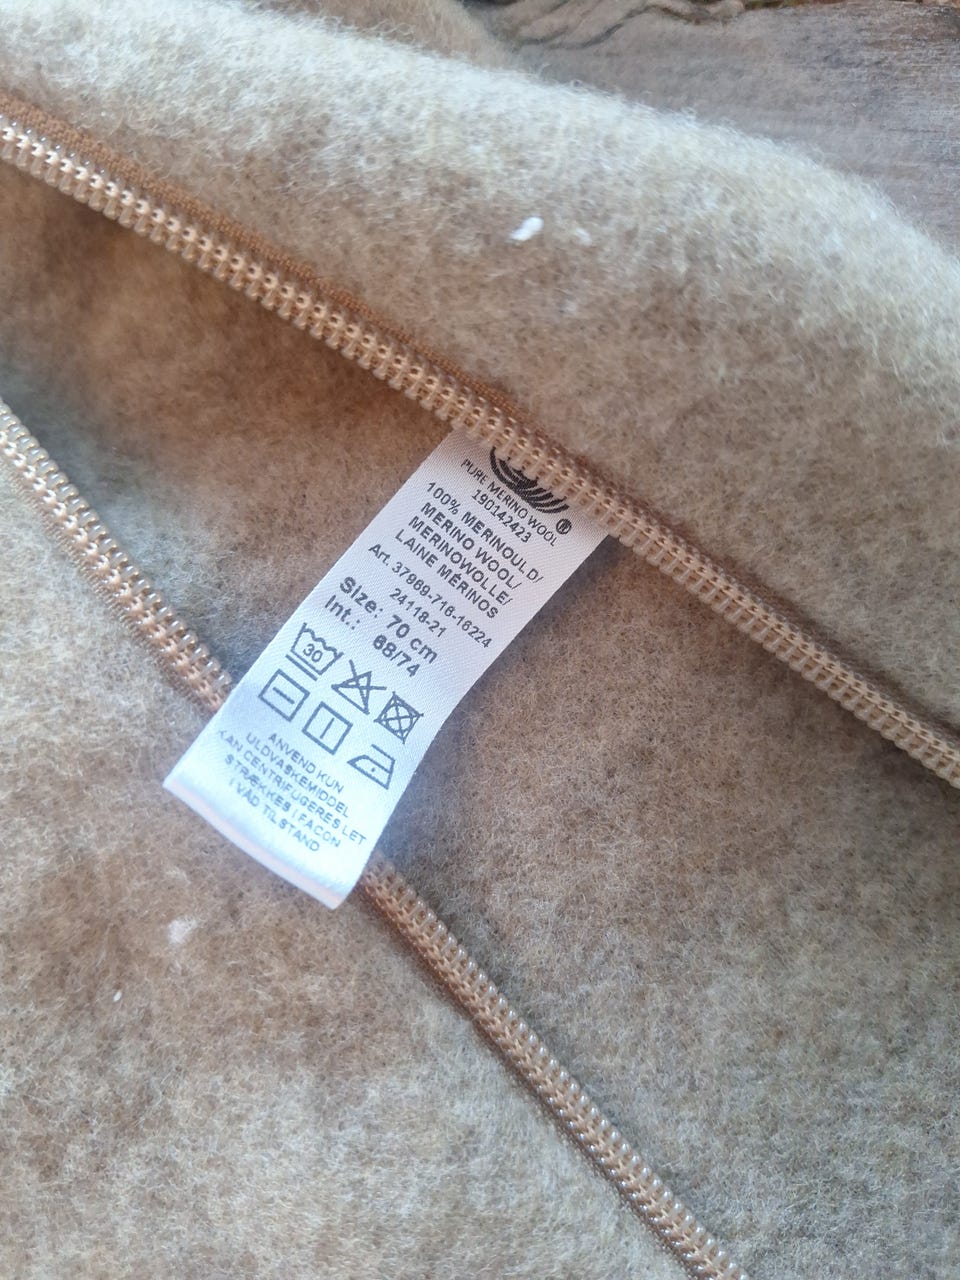 PURE MERINO WOOL ®
190142423
100% MERINOULD/
MERINO WOOL/
MERINOWOLLE/
LAINE MÉRINOS
Art. 37969-716-16224
24118-21
Size: 70 cm
Int.: 68/74
30
ANVEND KUN
ULDVASKEMIDDEL
KAN CENTRIFUGERES LET
STRÆKKES I FACON
I VÅD TILSTAND